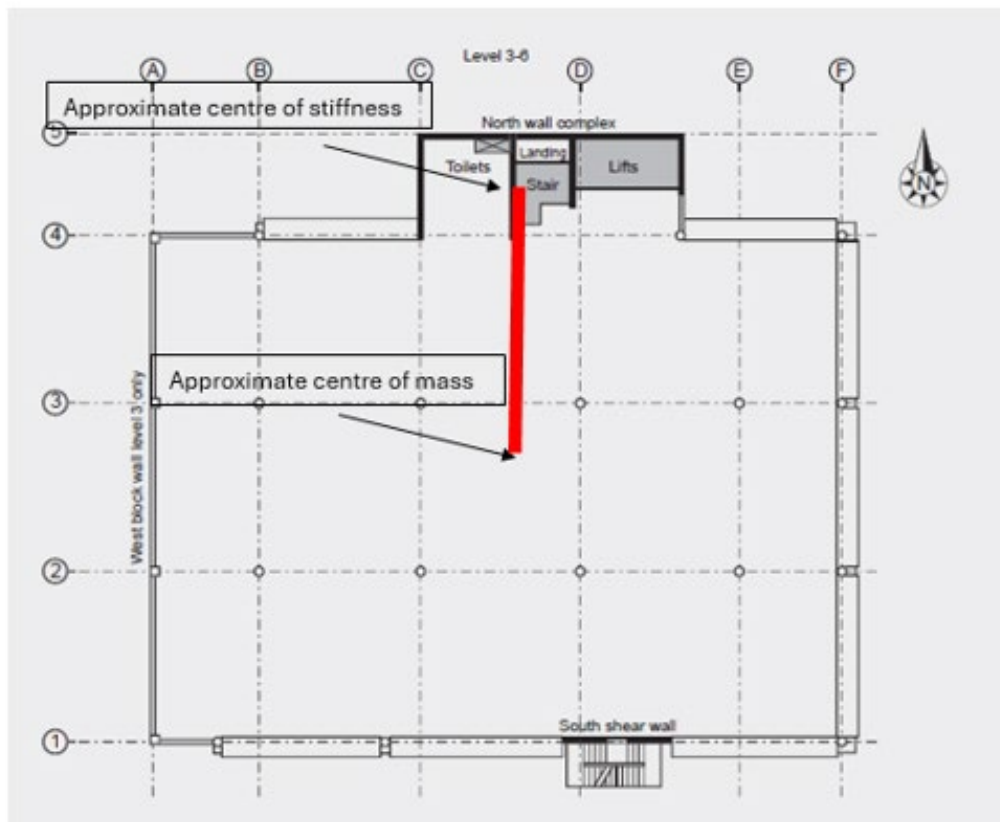 Level 3-6
A
B
C
D
E
F
Approximate centre of stiffness
5
North wall complex
Toilets
Landing
Stair
Lifts
N
4
Approximate centre of mass
3
West block wall level 3 only
2
South shear wall
1